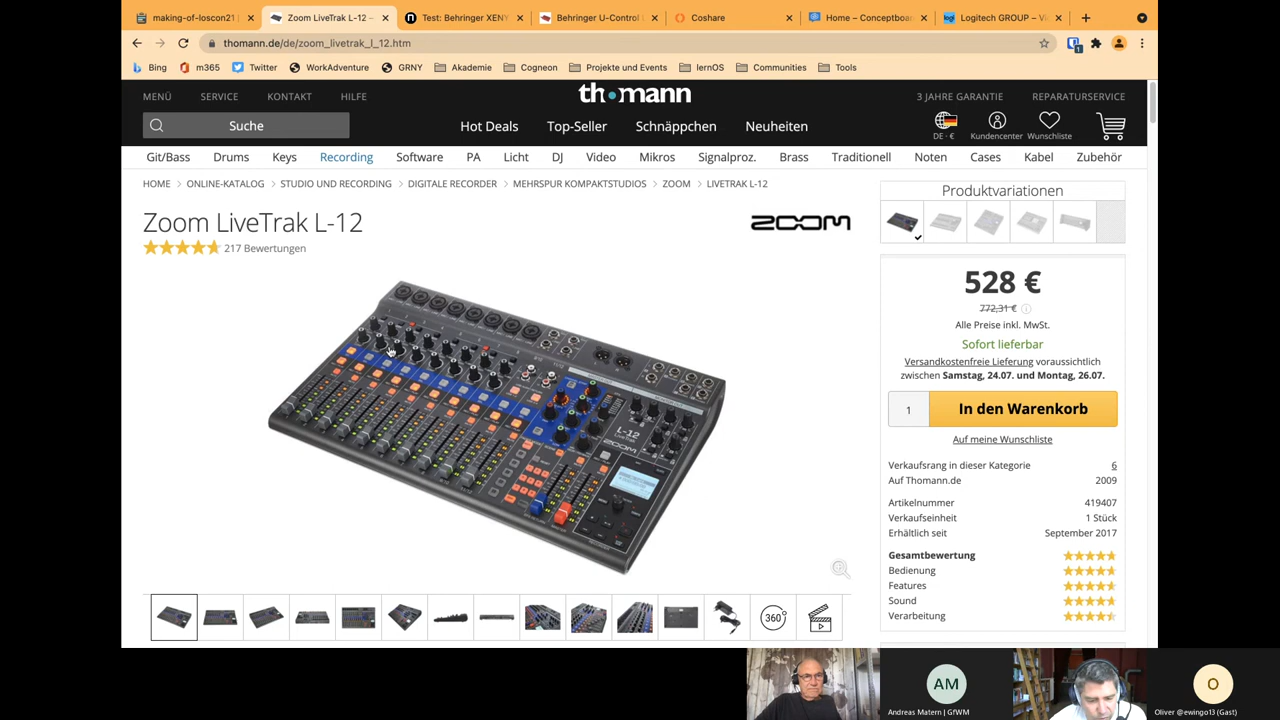 making-of-loscon21 |
Zoom LiveTrak L-12 –
Test: Behringer XENY
Behringer U-Control
Coshare
Home – Conceptboa
Logitech GROUP – Vi
thomann.de/de/zoom_livetrak_l_12.htm
Bing
m365
Twitter
WorkAdventure
GRNY
Akademie
Cogneon
Projekte und Events
lernOS
Communities
Tools
MENÜ
SERVICE
KONTAKT
HILFE
th•mann
3 JAHRE GARANTIE
REPARATURSERVICE
Suche
Hot Deals
Top-Seller
Schnäppchen
Neuheiten
DE · €
Kundencenter
Wunschliste
Git/Bass
Drums
Keys
Recording
Software
PA
Licht
DJ
Video
Mikros
Signalproz.
Brass
Traditionell
Noten
Cases
Kabel
Zubehör
HOME > ONLINE-KATALOG > STUDIO UND RECORDING > DIGITALE RECORDER > MEHRSPUR KOMPAKTSTUDIOS > ZOOM > LIVETRAK L-12
Produktvariationen
Zoom LiveTrak L-12
ZOOM
217 Bewertungen
528 €
772,31 €
Alle Preise inkl. MwSt.
Sofort lieferbar
Versandkostenfreie Lieferung voraussichtlich
zwischen Samstag, 24.07. und Montag, 26.07.
1
In den Warenkorb
Auf meine Wunschliste
Verkaufsrang in dieser Kategorie 6
Auf Thomann.de 2009
Artikelnummer 419407
Verkaufseinheit 1 Stück
Erhältlich seit September 2017
Gesamtbewertung
Bedienung
Features
Sound
Verarbeitung
L-12
ZOOM
360°
AM
O
Andreas Matern | GfWM
Oliver @ewingo13 (Gast)